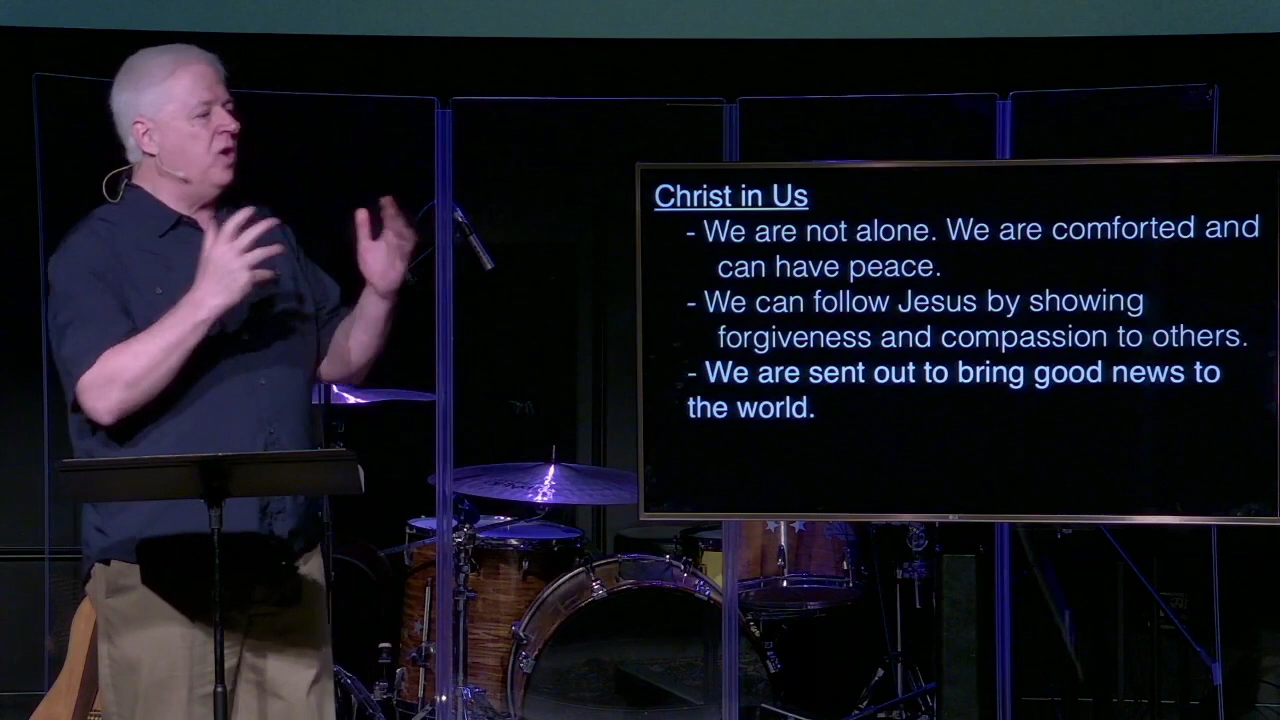 Christ in Us
- We are not alone. We are comforted and
can have peace.
- We can follow Jesus by showing
forgiveness and compassion to others.
- We are sent out to bring good news to
the world.